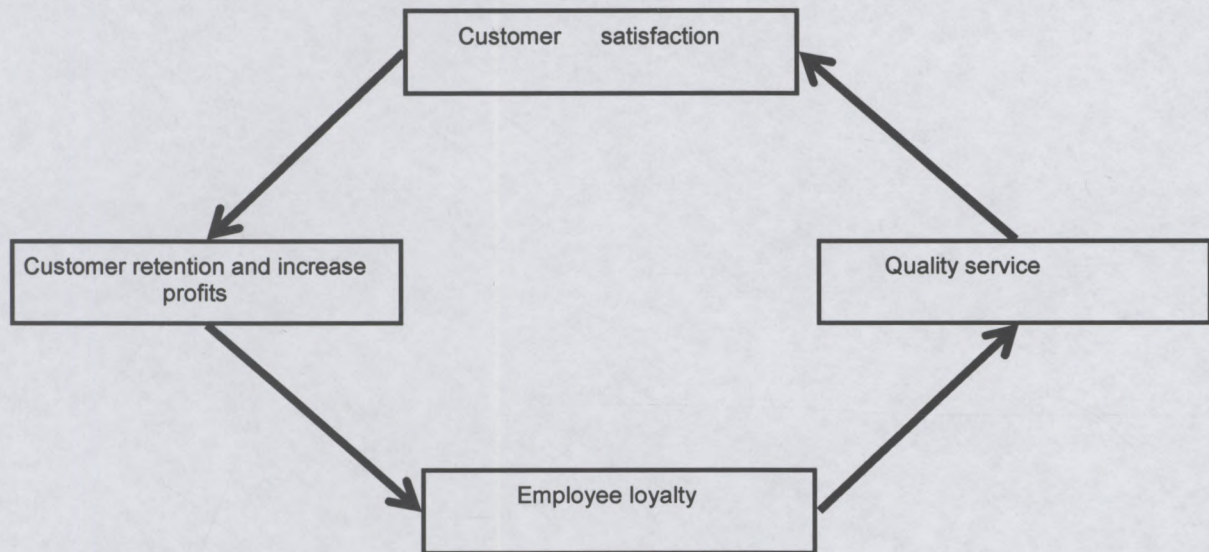 Customer satisfaction
Customer retention and increase
profits
Quality service
Employee loyalty